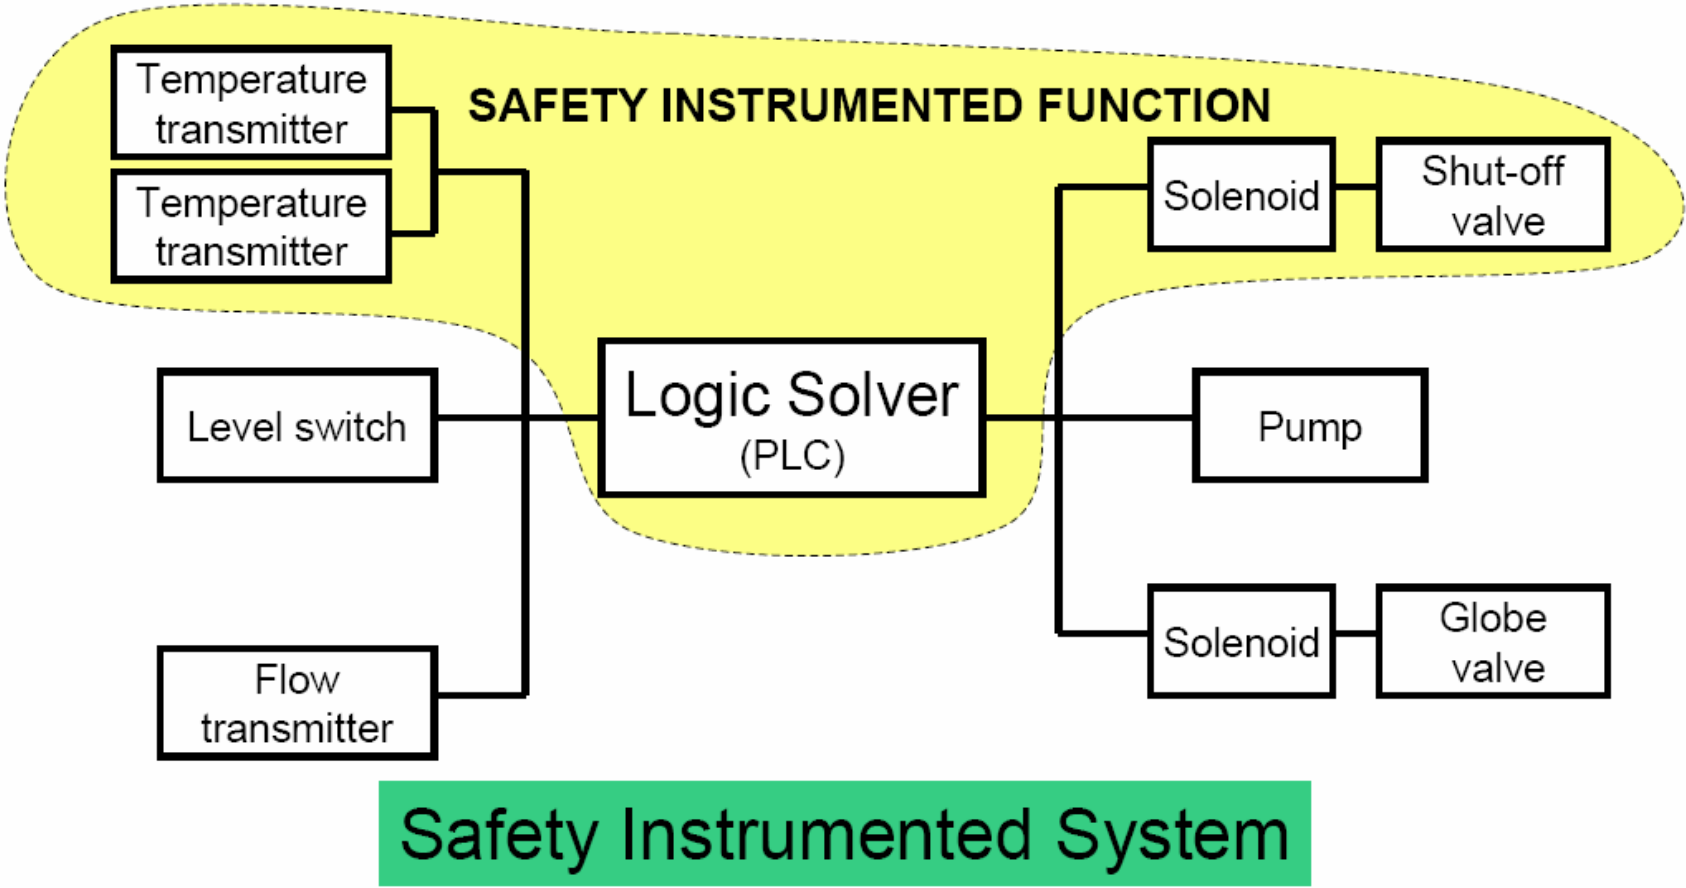 Temperature
transmitter
SAFETY INSTRUMENTED FUNCTION
Temperature
transmitter
Solenoid
Shut-off
valve
Level switch
Logic Solver
(PLC)
Pump
Flow
transmitter
Solenoid
Globe
valve
Safety Instrumented System